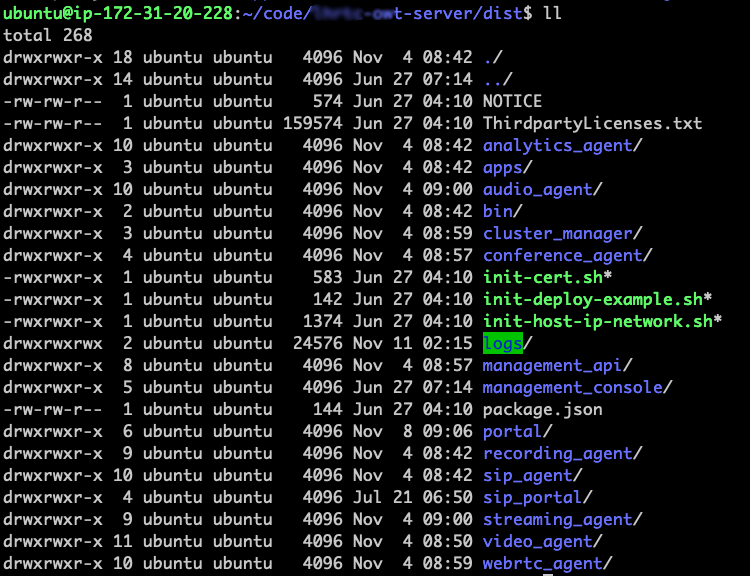 ubuntu@ip-172-31-20-228:~/code/ -server/dist$ ll
total 268
drwxrwxr-x 18 ubuntu ubuntu   4096 Nov  4 08:42 ./
drwxrwxr-x 14 ubuntu ubuntu   4096 Jun 27 07:14 ../
-rw-rw-r--  1 ubuntu ubuntu    574 Jun 27 04:10 NOTICE
-rw-rw-r--  1 ubuntu ubuntu 159574 Jun 27 04:10 ThirdpartyLicenses.txt
drwxrwxr-x 10 ubuntu ubuntu   4096 Nov  4 08:42 analytics_agent/
drwxrwxr-x  3 ubuntu ubuntu   4096 Nov  4 08:42 apps/
drwxrwxr-x 10 ubuntu ubuntu   4096 Nov  4 09:00 audio_agent/
drwxrwxr-x  2 ubuntu ubuntu   4096 Nov  4 08:42 bin/
drwxrwxr-x  3 ubuntu ubuntu   4096 Nov  4 08:59 cluster_manager/
drwxrwxr-x  4 ubuntu ubuntu   4096 Nov  4 08:57 conference_agent/
-rwxrwxr-x  1 ubuntu ubuntu    583 Jun 27 04:10 init-cert.sh*
-rwxrwxr-x  1 ubuntu ubuntu    142 Jun 27 04:10 init-deploy-example.sh*
-rwxrwxr-x  1 ubuntu ubuntu   1374 Jun 27 04:10 init-host-ip-network.sh*
drwxrwxrwx  2 ubuntu ubuntu  24576 Nov 11 02:15 logs/
drwxrwxr-x  8 ubuntu ubuntu   4096 Nov  4 08:57 management_api/
drwxrwxr-x  5 ubuntu ubuntu   4096 Jun 27 07:14 management_console/
-rw-rw-r--  1 ubuntu ubuntu    144 Jun 27 04:10 package.json
drwxrwxr-x  6 ubuntu ubuntu   4096 Nov  8 09:06 portal/
drwxrwxr-x  9 ubuntu ubuntu   4096 Nov  4 08:42 recording_agent/
drwxrwxr-x 10 ubuntu ubuntu   4096 Nov  4 08:42 sip_agent/
drwxrwxr-x  4 ubuntu ubuntu   4096 Jul 21 06:50 sip_portal/
drwxrwxr-x  9 ubuntu ubuntu   4096 Nov  4 09:00 streaming_agent/
drwxrwxr-x 11 ubuntu ubuntu   4096 Nov  4 08:50 video_agent/
drwxrwxr-x 10 ubuntu ubuntu   4096 Nov  4 08:59 webrtc_agent/